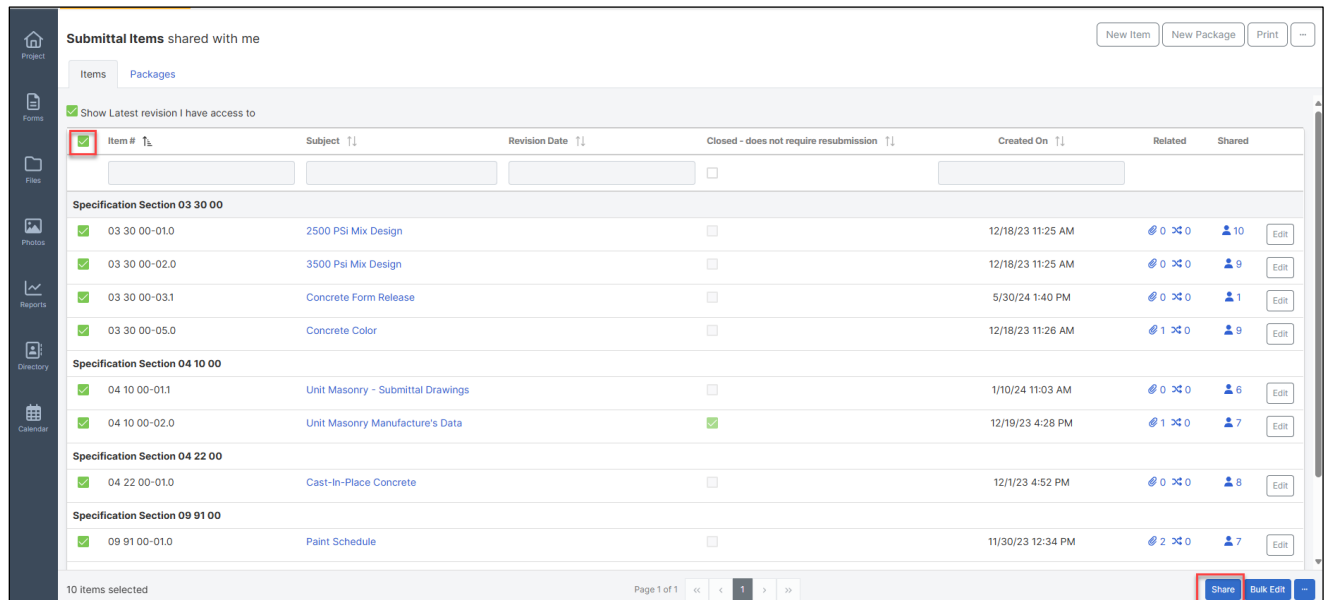 Project
Forms
Files
Photos
Reports
Directory
Calendar
Submittal Items shared with me
New Item New Package Print ...
Items Packages
Show Latest revision I have access to
Item # Subject Revision Date Closed - does not require resubmission Created On Related Shared
Specification Section 03 30 00
03 30 00-01.0 2500 PSi Mix Design 12/18/23 11:25 AM 0 0 10 Edit
03 30 00-02.0 3500 Psi Mix Design 12/18/23 11:25 AM 0 0 9 Edit
03 30 00-03.1 Concrete Form Release 5/30/24 1:40 PM 0 0 1 Edit
03 30 00-05.0 Concrete Color 12/18/23 11:26 AM 1 0 9 Edit
Specification Section 04 10 00
04 10 00-01.1 Unit Masonry - Submittal Drawings 1/10/24 11:03 AM 0 0 6 Edit
04 10 00-02.0 Unit Masonry Manufacture's Data 12/19/23 4:28 PM 1 0 7 Edit
Specification Section 04 22 00
04 22 00-01.0 Cast-In-Place Concrete 12/1/23 4:52 PM 0 0 8 Edit
Specification Section 09 91 00
09 91 00-01.0 Paint Schedule 11/30/23 12:34 PM 2 0 7 Edit
10 items selected Page 1 of 1 << < 1 > >> Share Bulk Edit ...